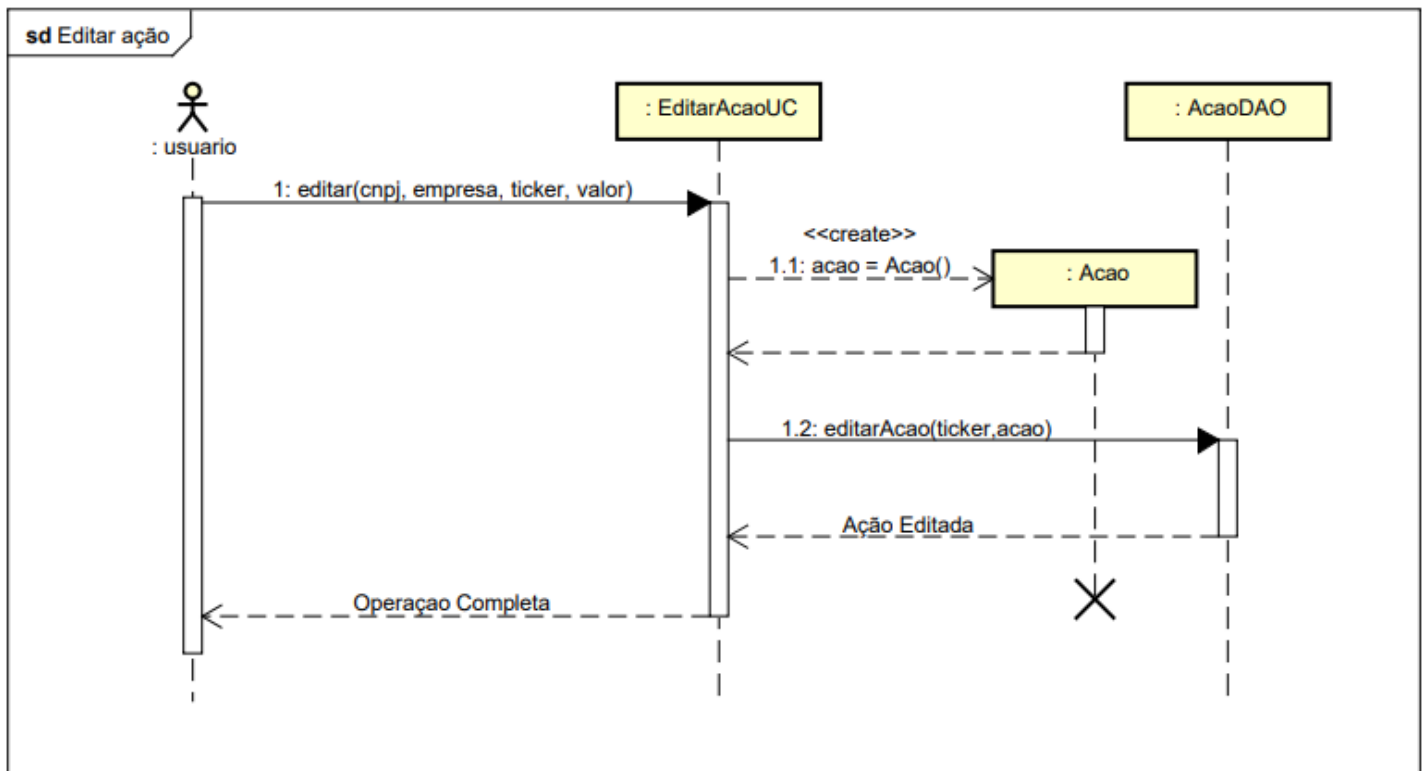 sd Editar ação
: usuario
: EditarAcaoUC
: AcaoDAO
1: editar(cnpj, empresa, ticker, valor)
<<create>>
1.1: acao = Acao()
: Acao
1.2: editarAcao(ticker,acao)
Ação Editada
Operaçao Completa